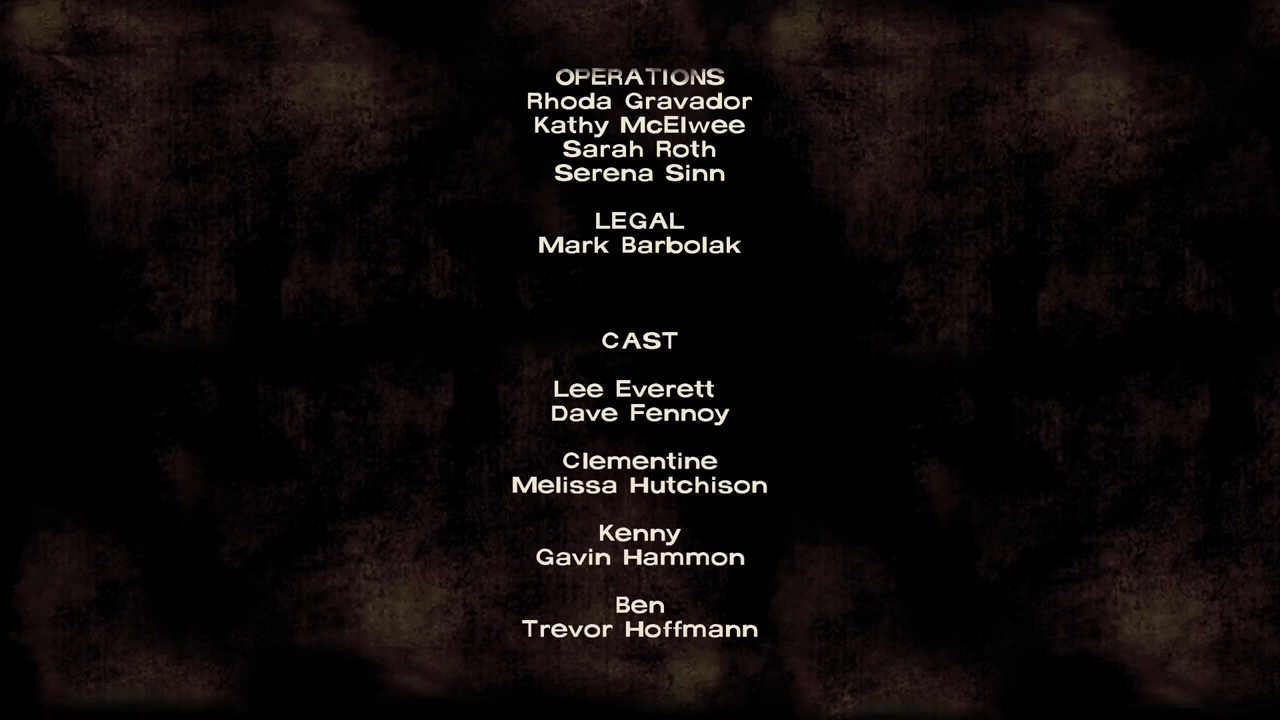 OPERATIONS
Rhoda Gravador
Kathy McElwee
Sarah Roth
Serena Sinn
LEGAL
Mark Barbolak
CAST
Lee Everett
Dave Fennoy
Clementine
Melissa Hutchison
Kenny
Gavin Hammon
Ben
Trevor Hoffmann